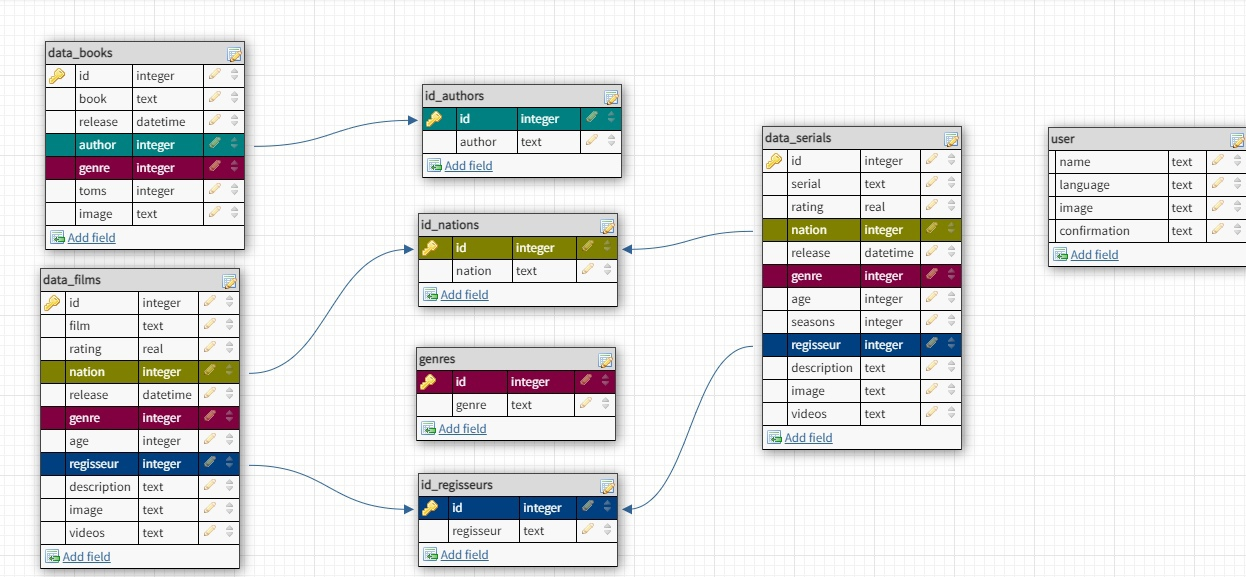 data_books
id integer
book text
release datetime
author integer
genre integer
toms integer
image text
Add field
data_films
id integer
film text
rating real
nation integer
release datetime
genre integer
age integer
regisseur integer
description text
image text
videos text
Add field
id_authors
id integer
author text
Add field
id_nations
id integer
nation text
Add field
genres
id integer
genre text
Add field
id_regisseurs
id integer
regisseur text
Add field
data_serials
id integer
serial text
rating real
nation integer
release datetime
genre integer
age integer
seasons integer
regisseur integer
description text
image text
videos text
Add field
user
name text
language text
image text
confirmation text
Add field